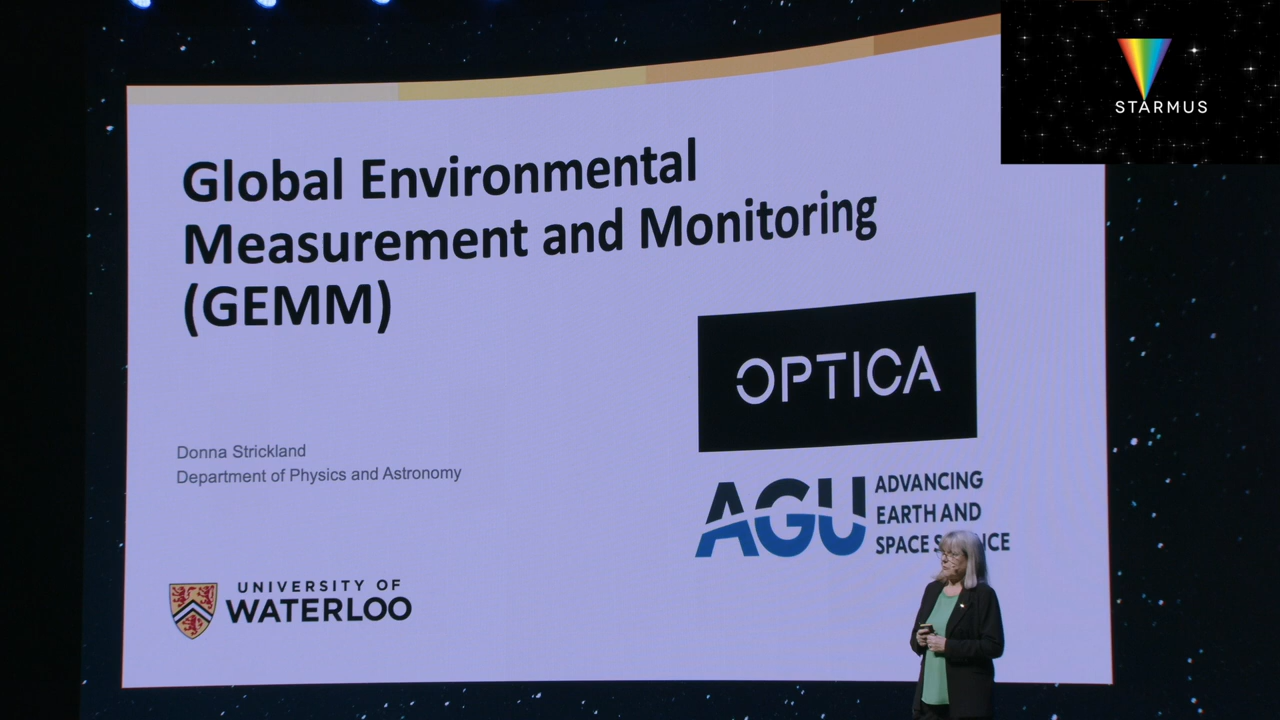 STARMUS
Global Environmental
Measurement and Monitoring
(GEMM)
OPTICA
Donna Strickland
Department of Physics and Astronomy
AGU
ADVANCING
EARTH AND
SPACE S NCE
UNIVERSITY OF
WATERLOO